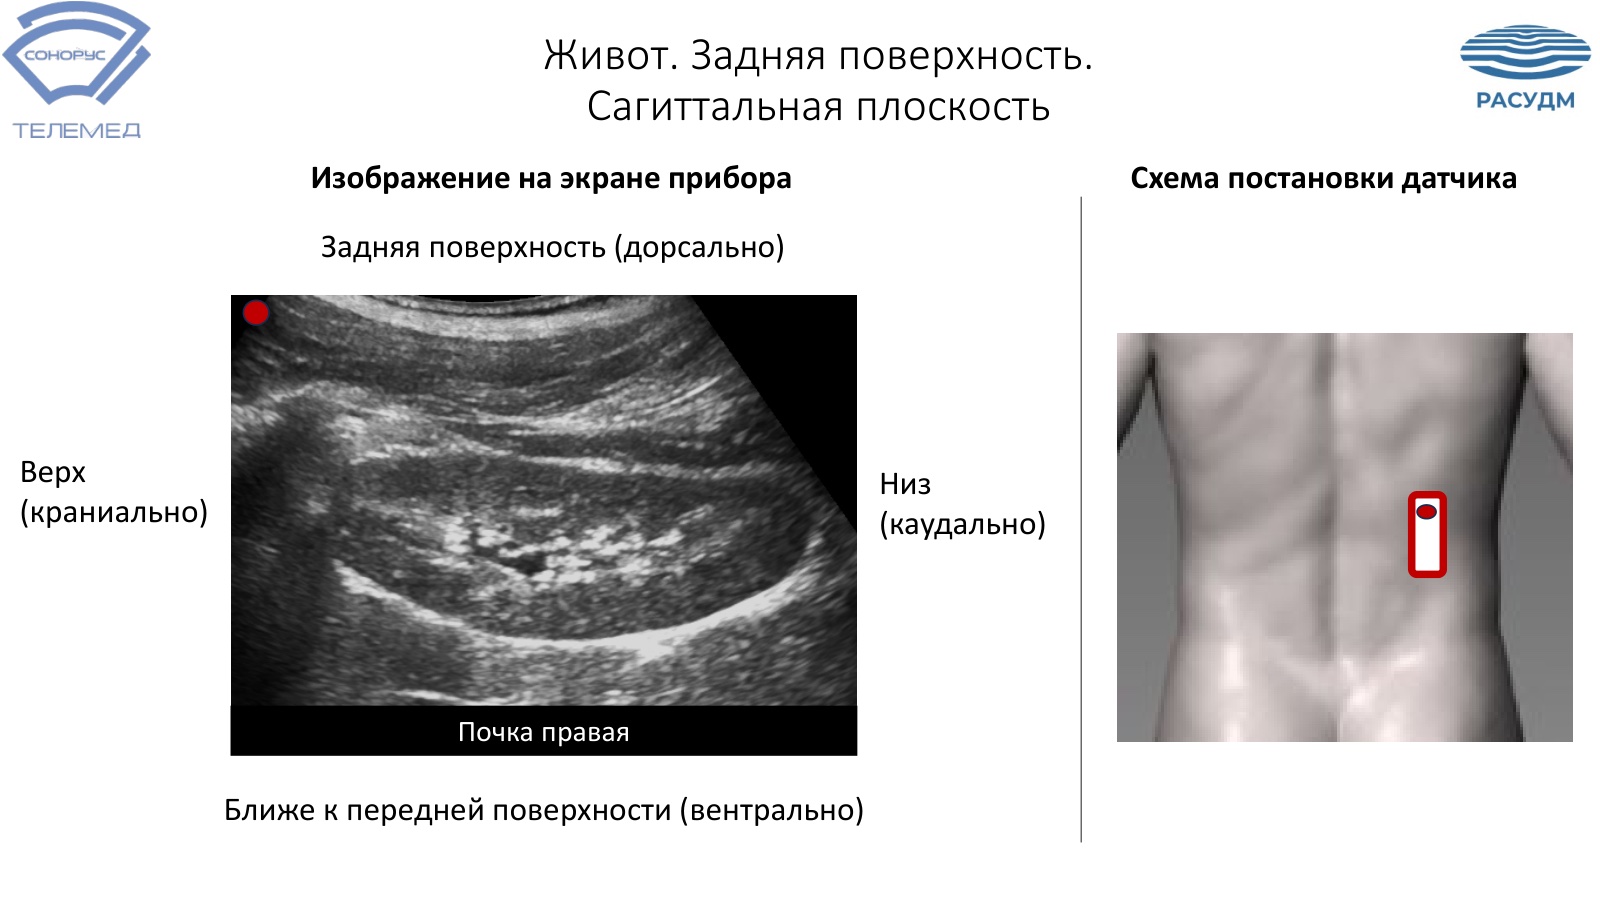 СОНОРУС
ТЕЛЕМЕД
Живот. Задняя поверхность.
Сагиттальная плоскость
РАСУДМ
Изображение на экране прибора
Схема постановки датчика
Задняя поверхность (дорсально)
Верх
(краниально)
Низ
(каудально)
Почка правая
Ближе к передней поверхности (вентрально)